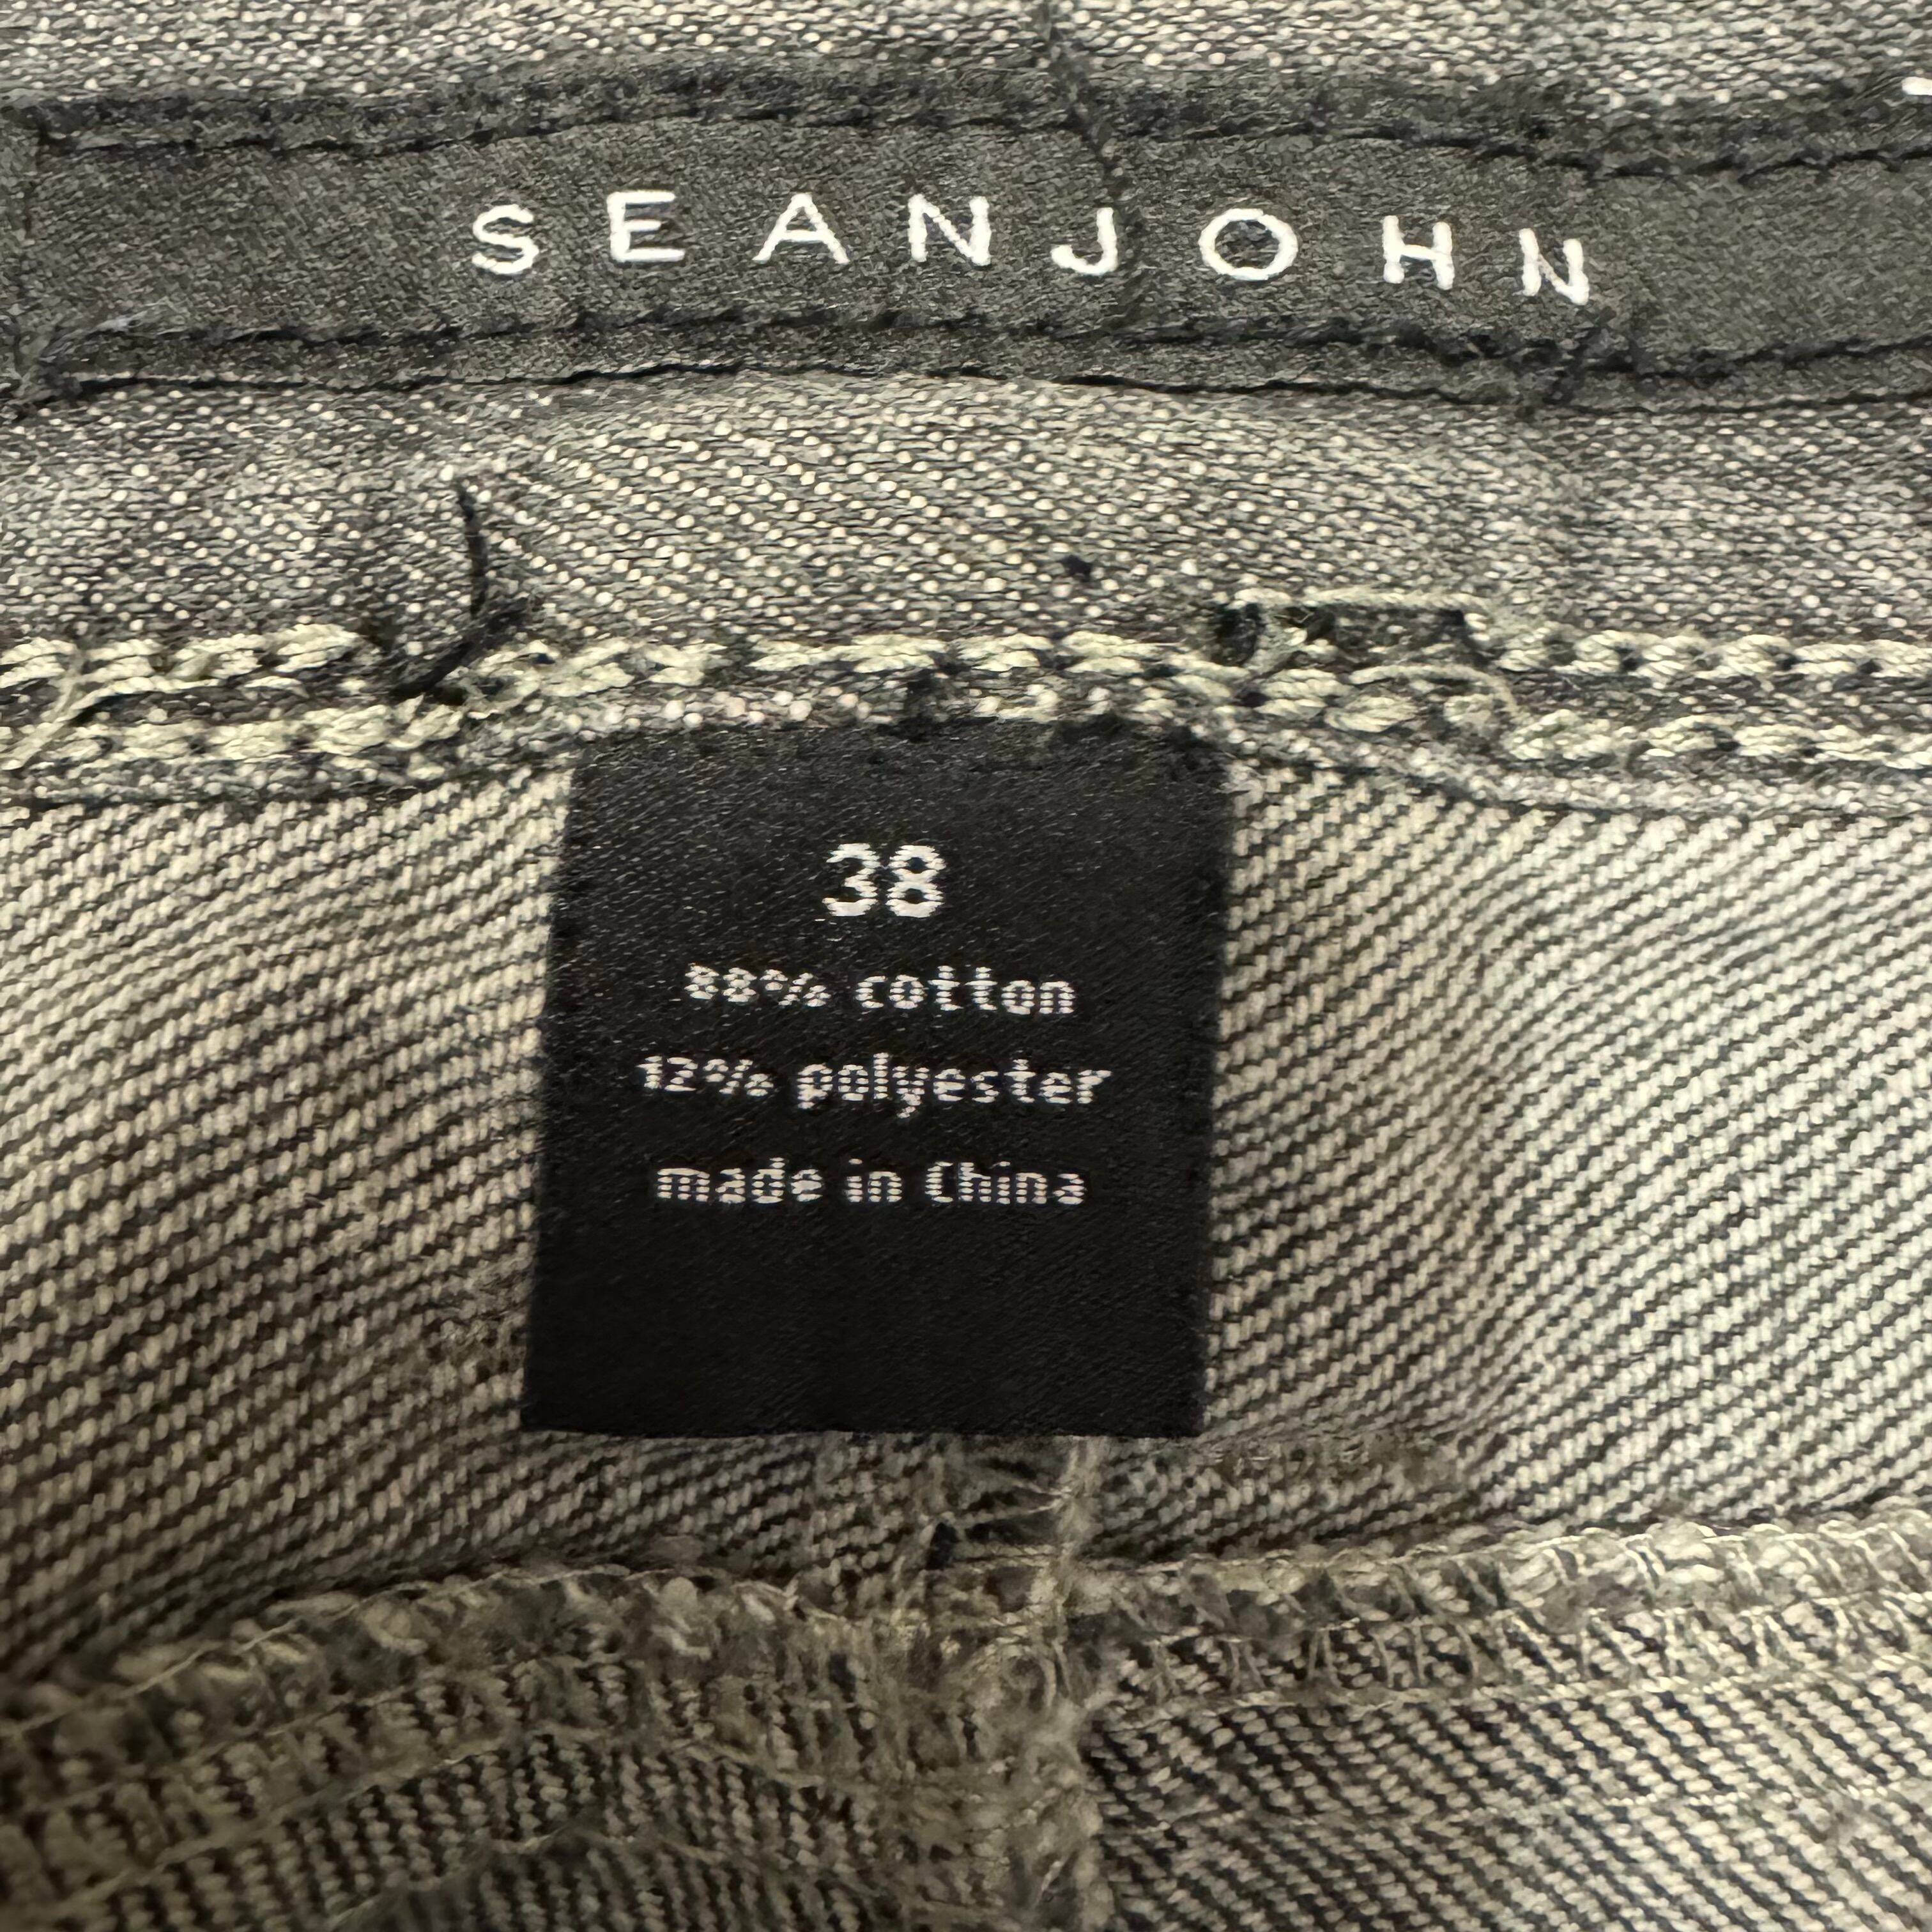 SEANJOHN
38
88% cotton
12% polyester
made in China